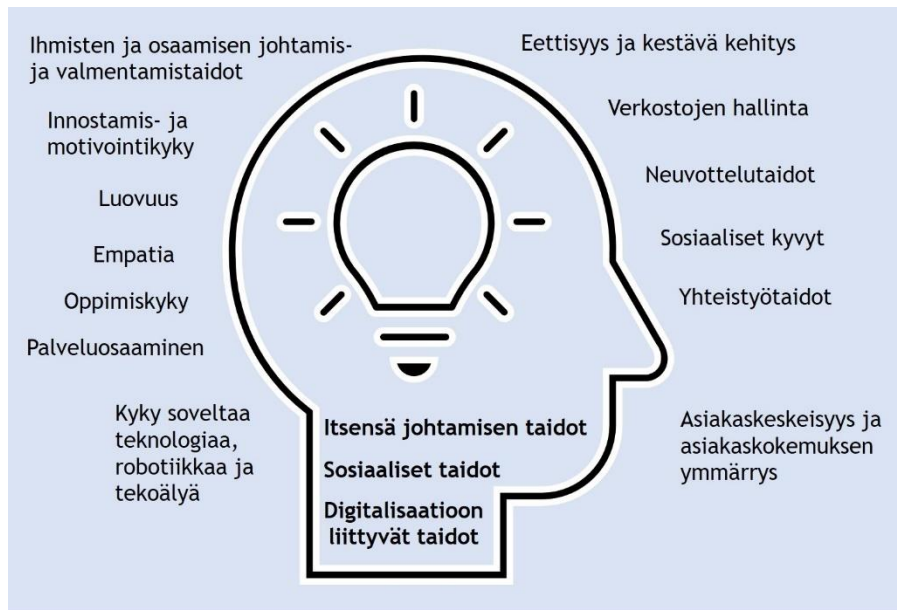 Ihmisten ja osaamisen johtamis-
ja valmentamistaidot
Innostamis- ja
motivointikyky
Luovuus
Empatia
Oppimiskyky
Palveluosaaminen
Kyky soveltaa
teknologiaa,
robotiikkaa ja
tekoälyä
Itsensä johtamisen taidot
Sosiaaliset taidot
Digitalisaatioon
liittyvät taidot
Eettisyys ja kestävä kehitys
Verkostojen hallinta
Neuvottelutaidot
Sosiaaliset kyvyt
Yhteistyötaidot
Asiakaskeskeisyys ja
asiakaskokemuksen
ymmärrys